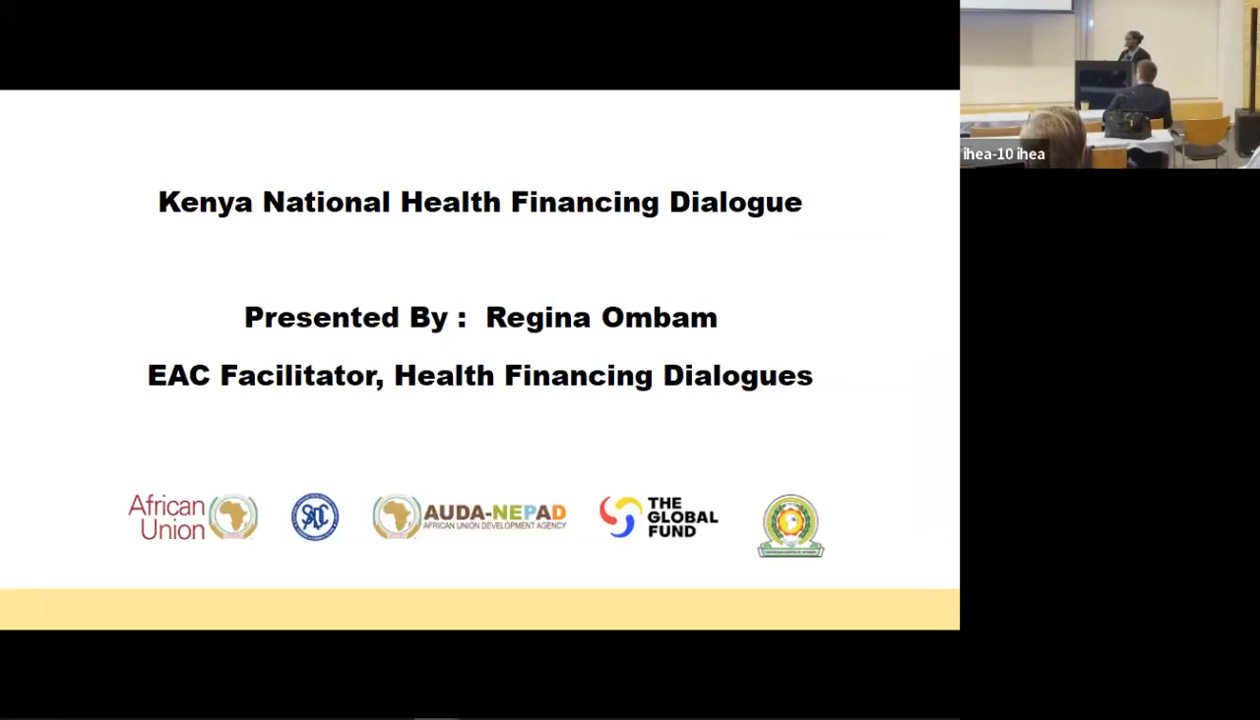 Kenya National Health Financing Dialogue
Presented By : Regina Ombam
EAC Facilitator, Health Financing Dialogues
African
Union
SADC
AUDA-NEPAD
AFRICAN UNION DEVELOPMENT AGENCY
THE
GLOBAL
FUND
ihea-10 ihea